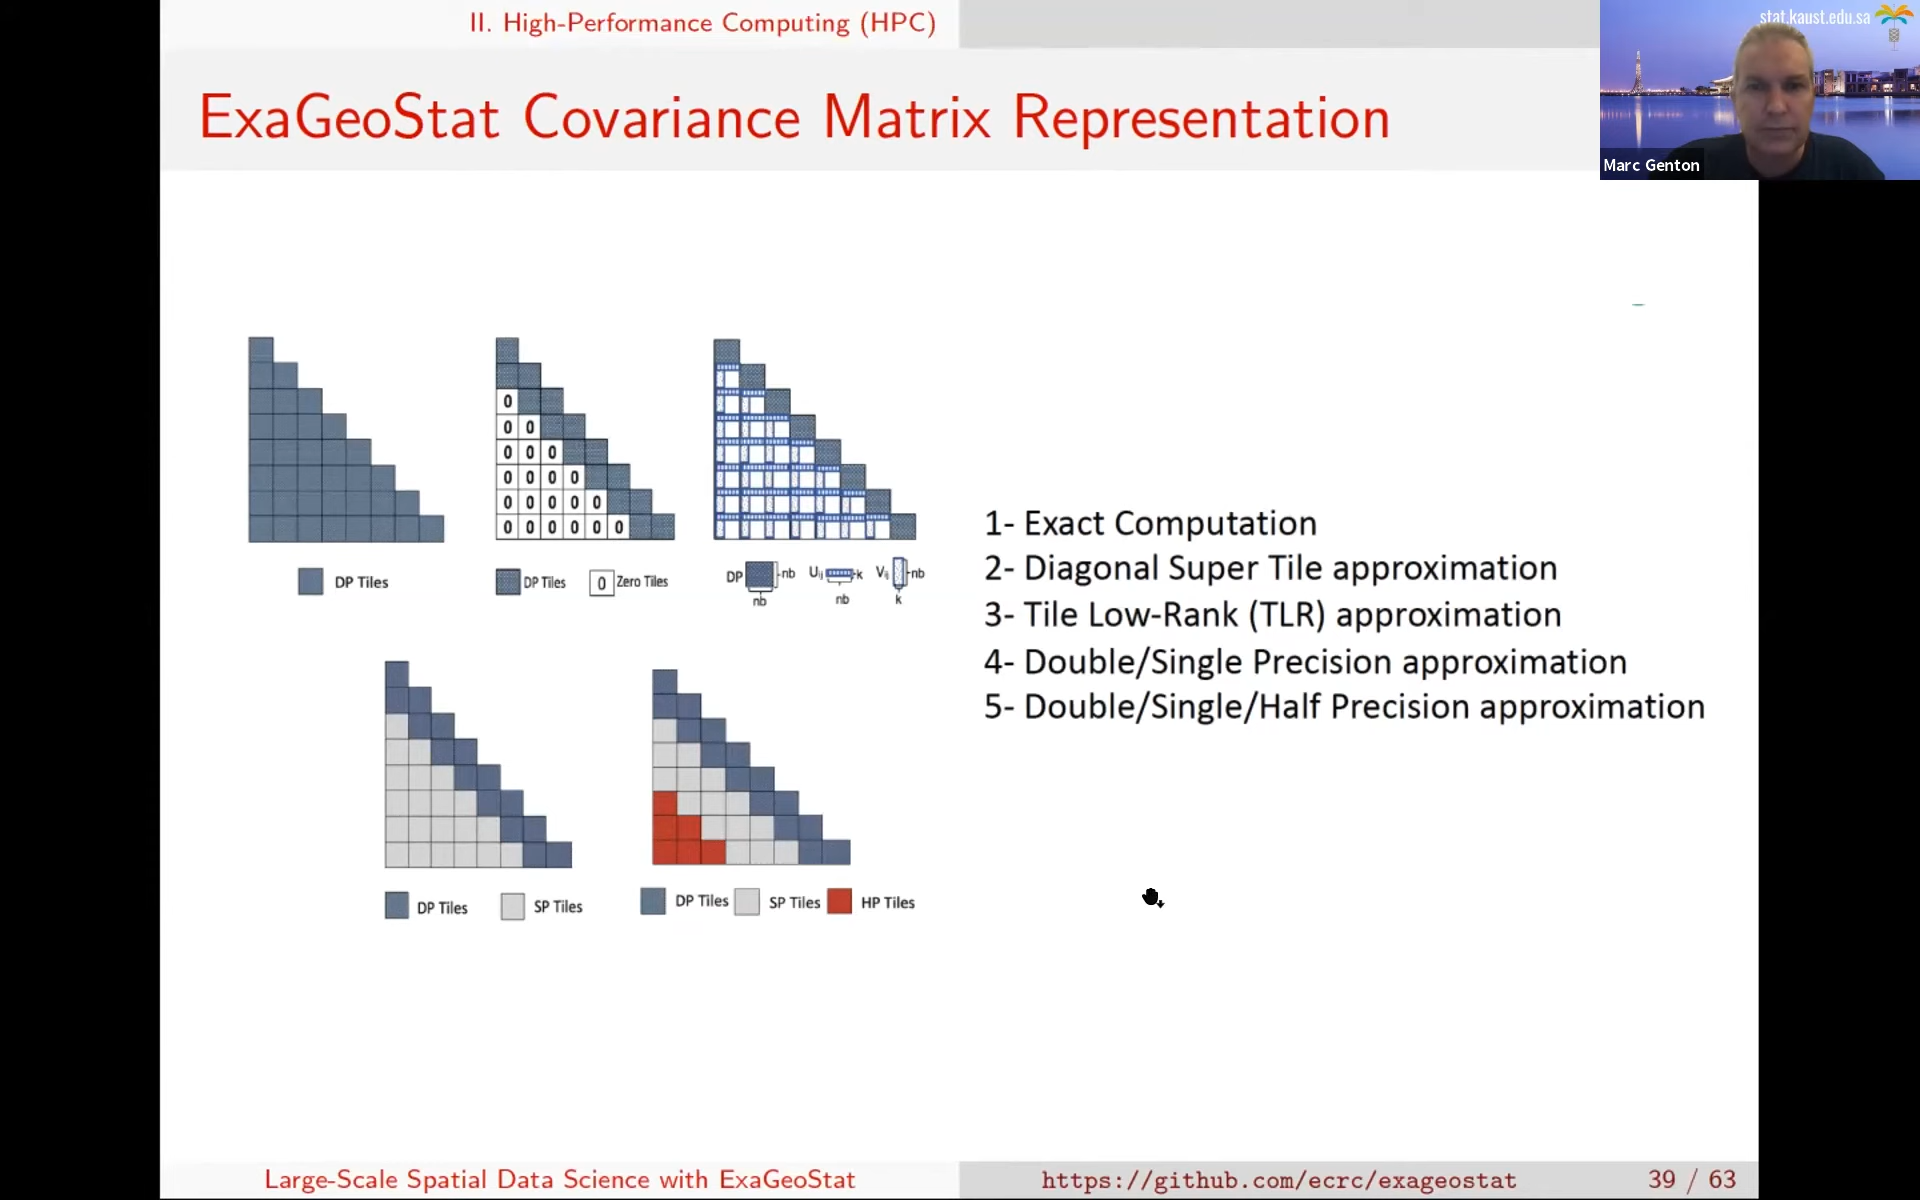 II. High-Performance Computing (HPC)
stat.kaust.edu.sa
ExaGeoStat Covariance Matrix Representation
Marc Genton
0
0 0
0 0 0
0 0 0 0
0 0 0 0 0
0 0 0 0 0 0
DP Tiles
DP Tiles 0 Zero Tiles
DP nb Uij k Vij nb
nb nb k
1- Exact Computation
2- Diagonal Super Tile approximation
3- Tile Low-Rank (TLR) approximation
4- Double/Single Precision approximation
5- Double/Single/Half Precision approximation
DP Tiles SP Tiles
DP Tiles SP Tiles HP Tiles
Large-Scale Spatial Data Science with ExaGeoStat
https://github.com/ecrc/exageostat
39 / 63